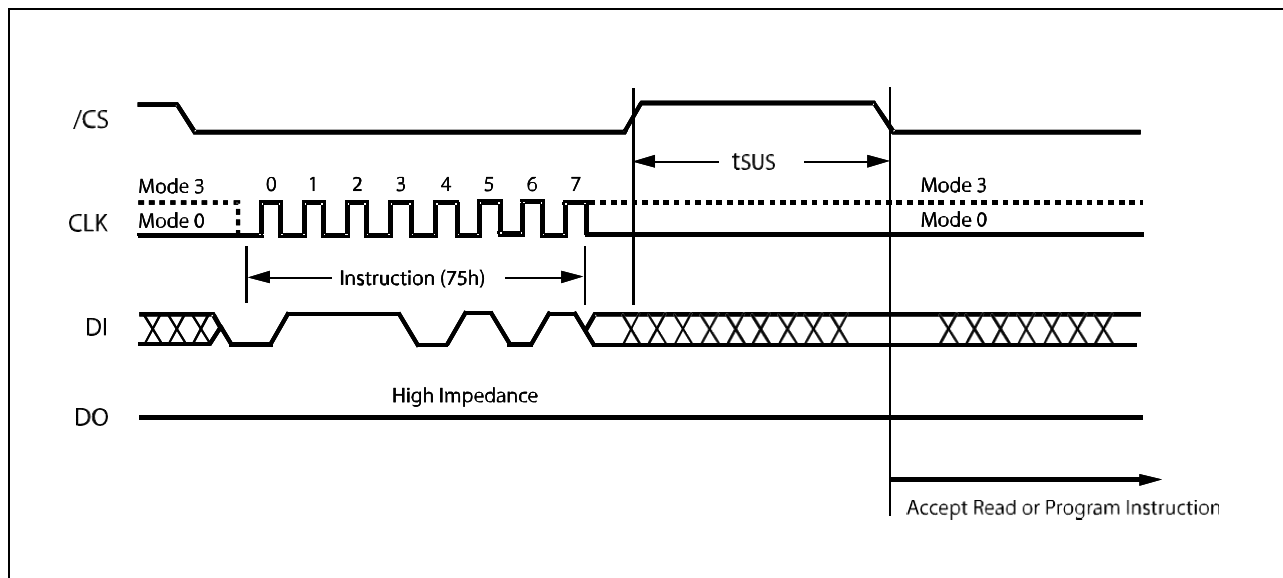 /CS
tSUS
Mode 3
0 1 2 3 4 5 6 7
Mode 3
CLK
Mode 0
Mode 0
Instruction (75h)
DI
High Impedance
DO
Accept Read or Program Instruction